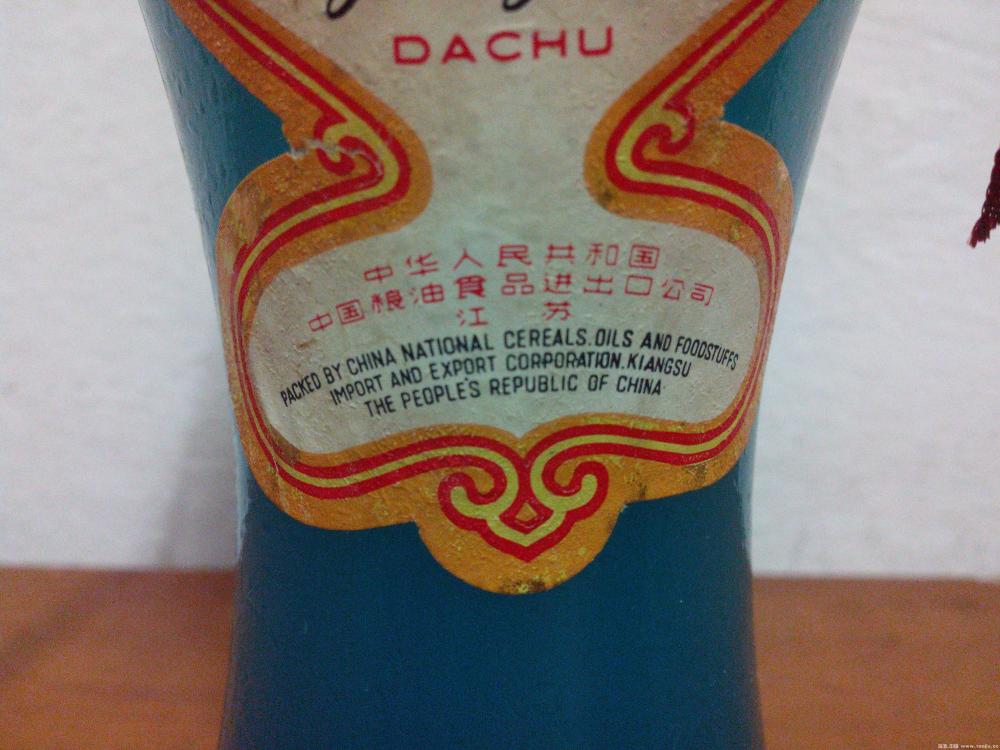 DACHU
中华人民共和国
中国粮油食品进出口公司
江 苏
PACKED BY CHINA NATIONAL CEREALS.OILS AND FOODSTUFFS
IMPORT AND EXPORT CORPORATION.KIANGSU
THE PEOPLE'S REPUBLIC OF CHINA